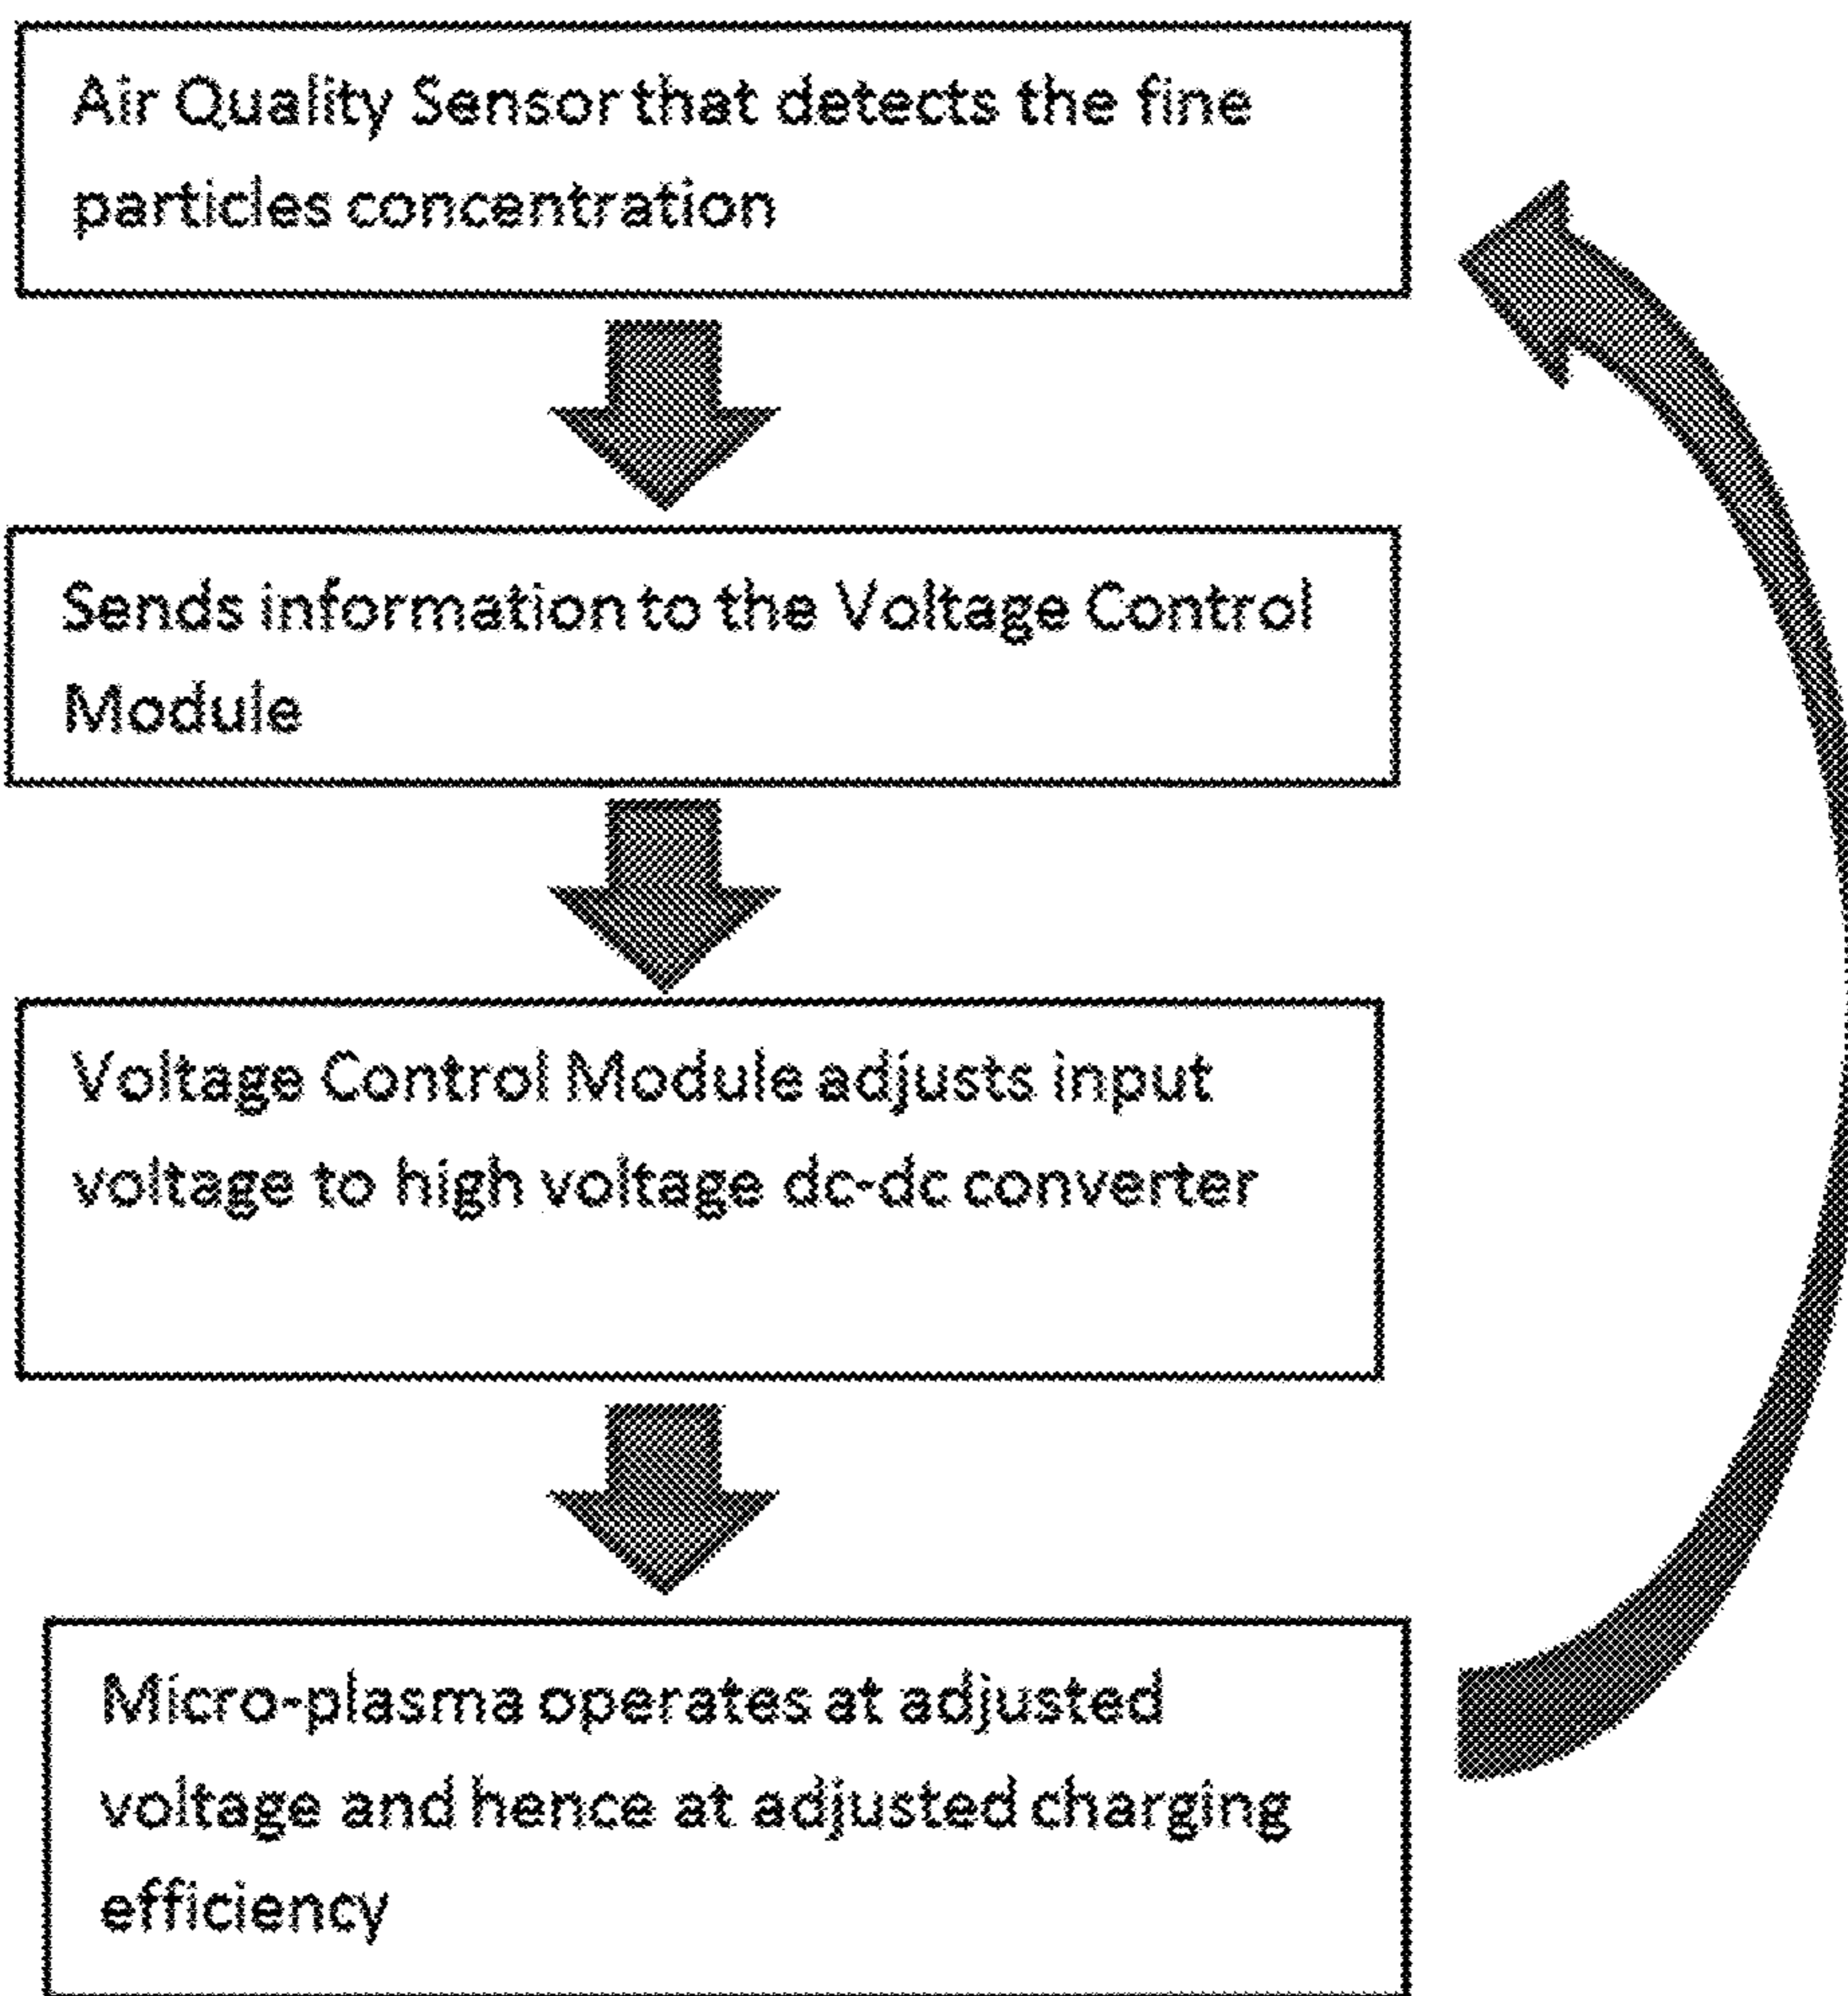 Air Quality Sensor that detects the fine
particles concentration
Sends information to the Voltage Control
Module
Voltage Control Module adjusts input
voltage to high voltage dc-dc converter
Micro-plasma operates at adjusted
voltage and hence at adjusted charging
efficiency